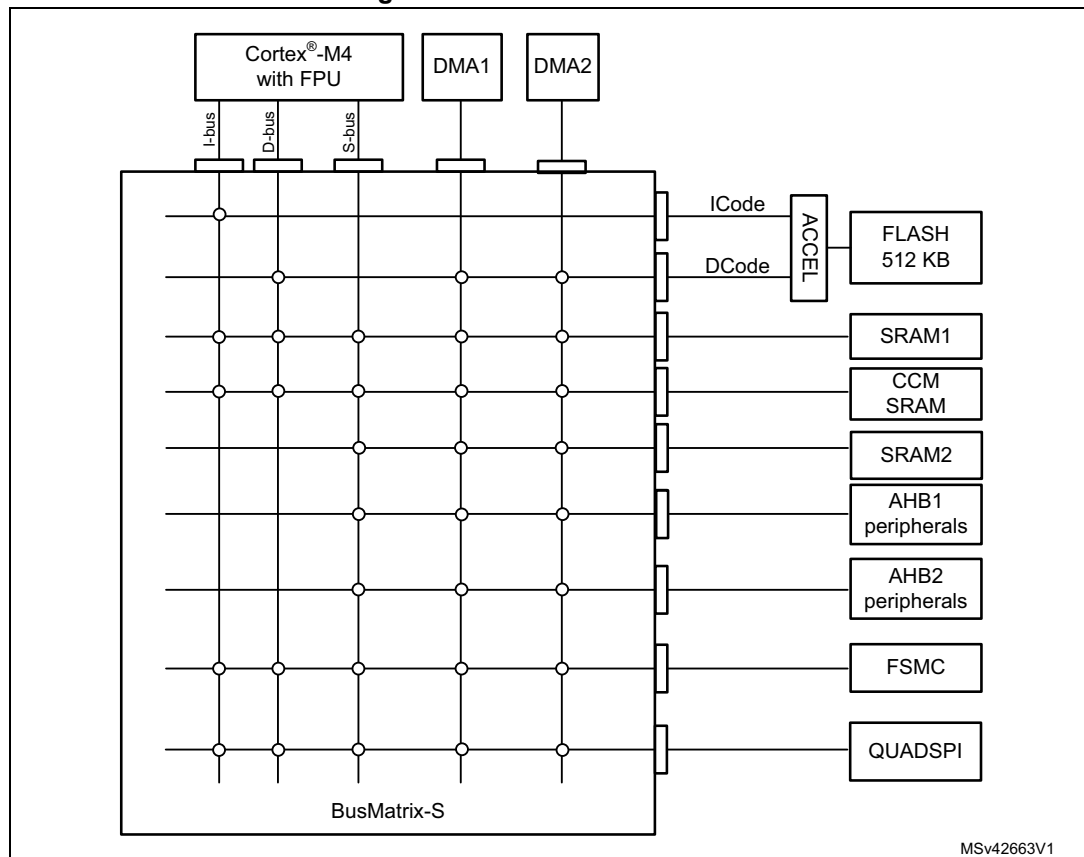 Cortex®-M4
with FPU
DMA1
DMA2
I-bus
D-bus
S-bus
ICode
DCode
ACCEL
FLASH
512 KB
SRAM1
CCM
SRAM
SRAM2
AHB1
peripherals
AHB2
peripherals
FSMC
QUADSPI
BusMatrix-S
MSv42663V1